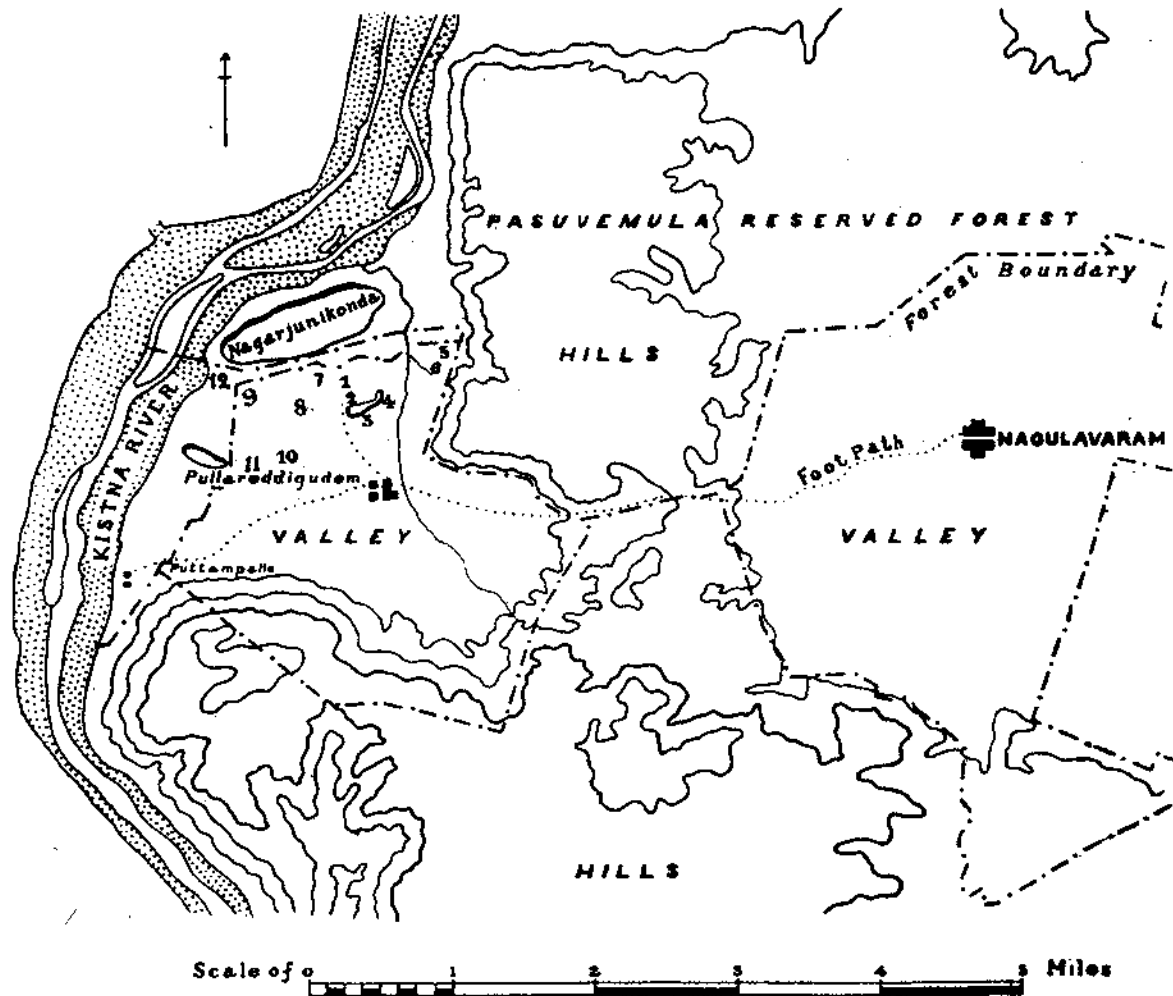 PASUVEMULA RESERVED FOREST
Forest Boundary
Nagarjunikonda
HILLS
5
6
12
9
7
1
8
2
4
3
KISTNA RIVER
NAGULAVARAM
Foot Path
11
10
Pullareddigudem
VALLEY
VALLEY
Puttampalle
HILLS
Scale of 0 1 2 3 4 5 Miles